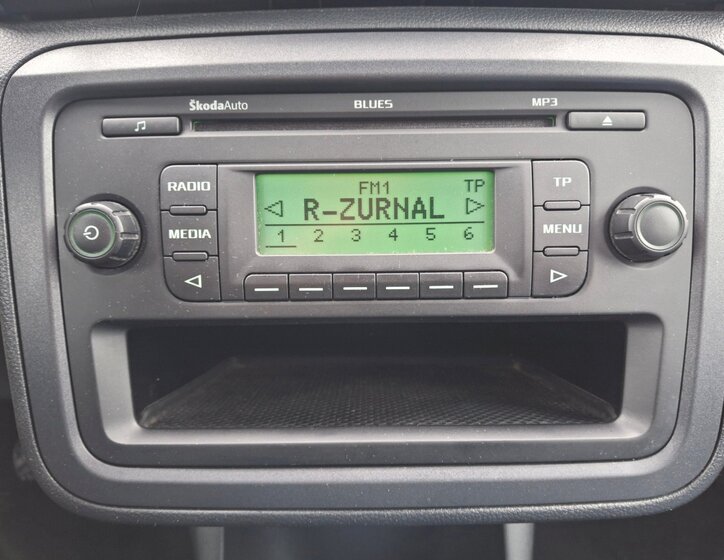 ŠkodaAuto BLUES MP3
RADIO
MEDIA
FM1 TP
R-ZURNAL
1 2 3 4 5 6
TP
MENU